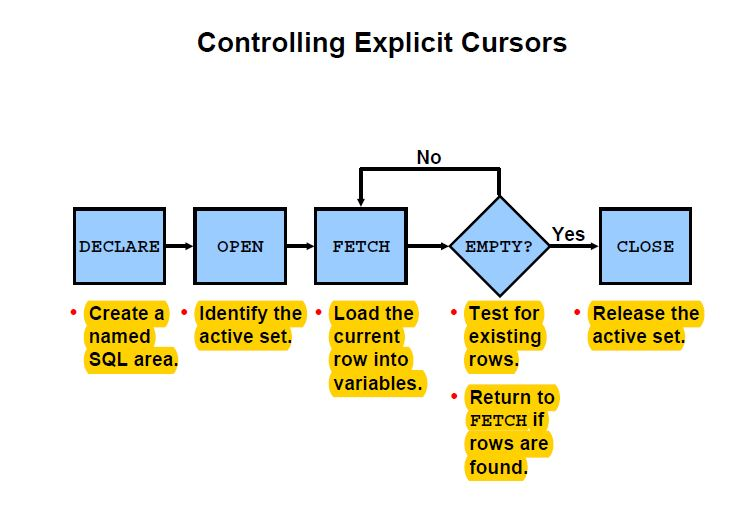 Controlling Explicit Cursors
No
DECLARE
OPEN
FETCH
EMPTY?
Yes
CLOSE
• Create a
named
SQL area.
• Identify the
active set.
• Load the
current
row into
variables.
• Test for
existing
rows.
• Return to
FETCH if
rows are
found.
• Release the
active set.